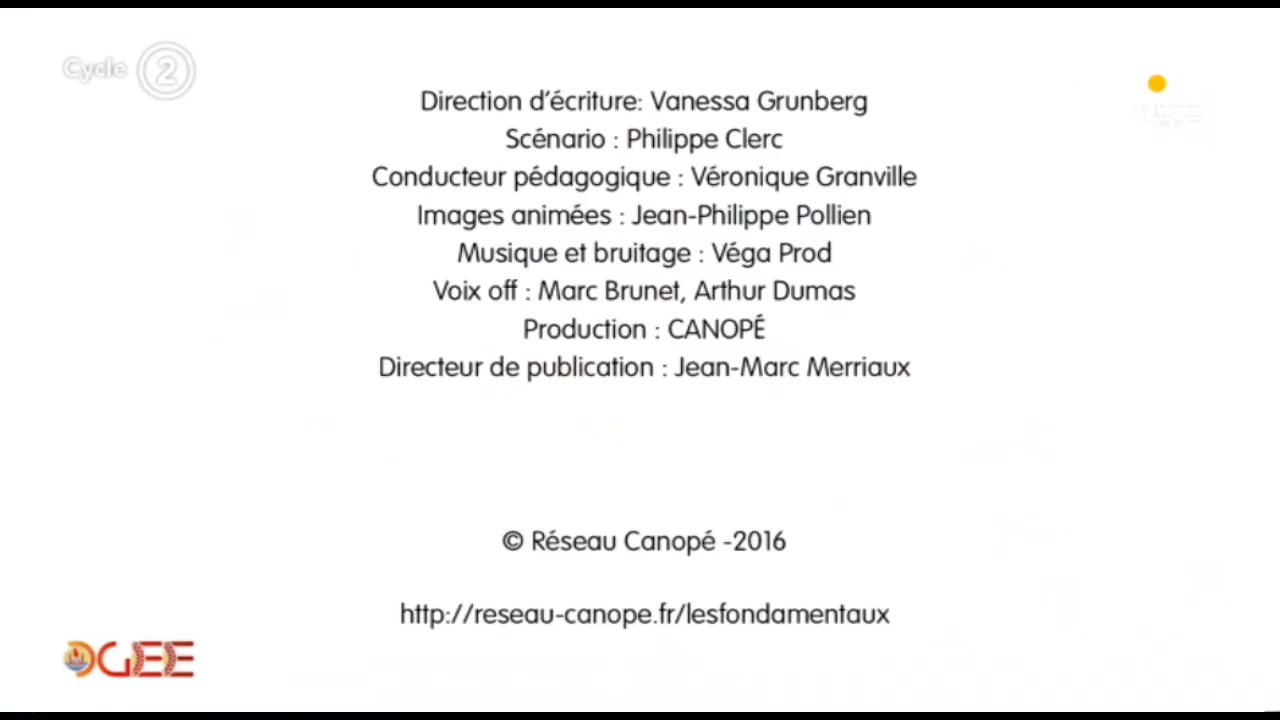 Cycle 2
Direction d'écriture: Vanessa Grunberg
Scénario : Philippe Clerc
Conducteur pédagogique : Véronique Granville
Images animées : Jean-Philippe Pollien
Musique et bruitage : Véga Prod
Voix off : Marc Brunet, Arthur Dumas
Production : CANOPÉ
Directeur de publication : Jean-Marc Merriaux
© Réseau Canopé -2016
http://reseau-canope.fr/lesfondamentaux
DGEE